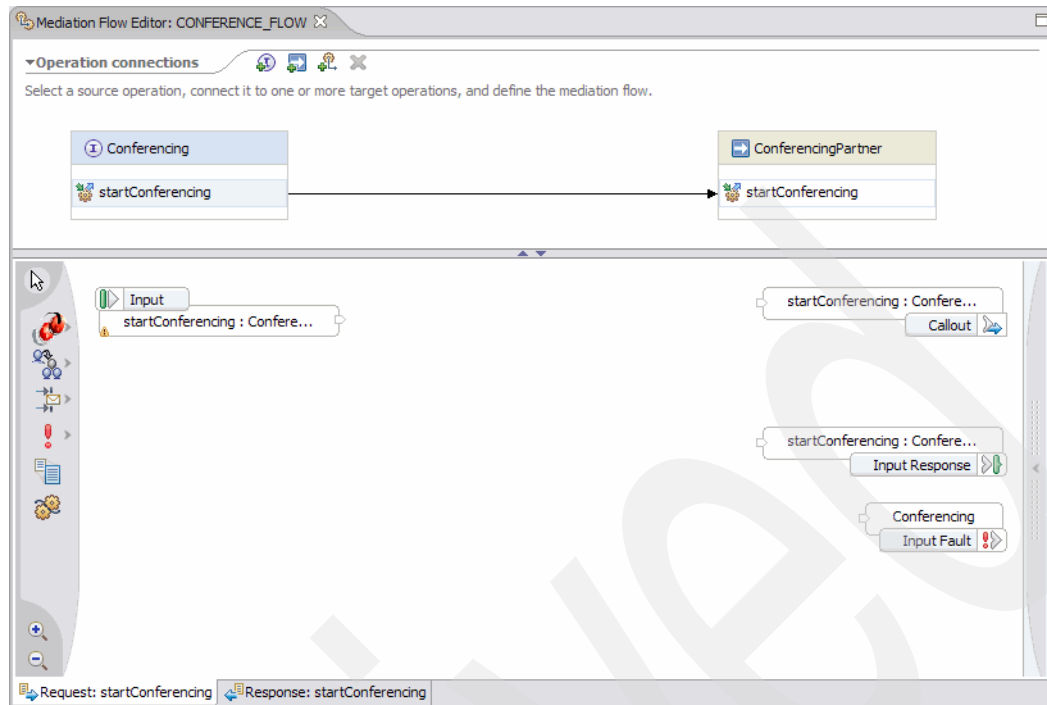 Mediation Flow Editor: CONFERENCE_FLOW
Operation connections
Select a source operation, connect it to one or more target operations, and define the mediation flow.
Conferencing
startConferencing
ConferencingPartner
startConferencing
Input
startConferencing : Confere...
startConferencing : Confere...
Callout
startConferencing : Confere...
Input Response
Conferencing
Input Fault
Request: startConferencing
Response: startConferencing